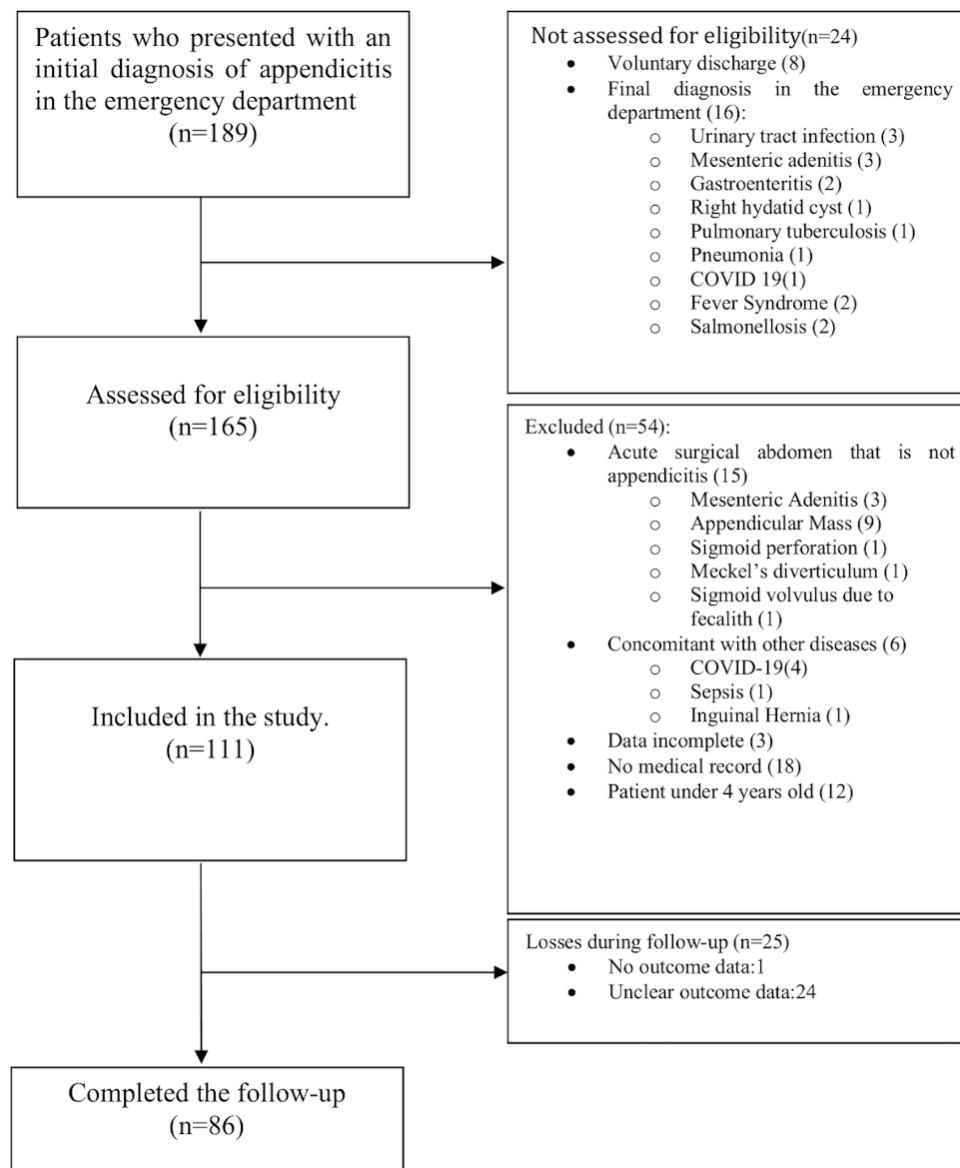 Patients who presented with an
initial diagnosis of appendicitis
in the emergency department
(n=189)
Not assessed for eligibility(n=24)
• Voluntary discharge (8)
• Final diagnosis in the emergency
department (16):
o Urinary tract infection (3)
o Mesenteric adenitis (3)
o Gastroenteritis (2)
o Right hydatid cyst (1)
o Pulmonary tuberculosis (1)
o Pneumonia (1)
o COVID 19(1)
o Fever Syndrome (2)
o Salmonellosis (2)
Assessed for eligibility
(n=165)
Excluded (n=54):
• Acute surgical abdomen that is not
appendicitis (15)
o Mesenteric Adenitis (3)
o Appendicular Mass (9)
o Sigmoid perforation (1)
o Meckel’s diverticulum (1)
o Sigmoid volvulus due to
fecalith (1)
• Concomitant with other diseases (6)
o COVID-19(4)
o Sepsis (1)
o Inguinal Hernia (1)
• Data incomplete (3)
• No medical record (18)
• Patient under 4 years old (12)
Included in the study.
(n=111)
Losses during follow-up (n=25)
• No outcome data:1
• Unclear outcome data:24
Completed the follow-up
(n=86)